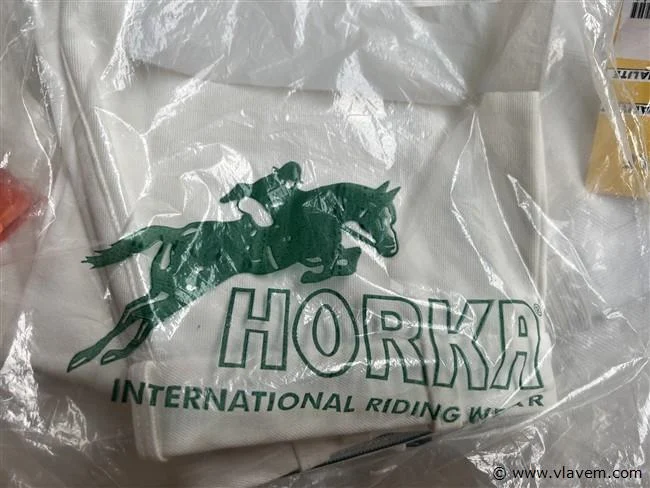 HORKA®
INTERNATIONAL RIDING WEAR
© www.vlavem.com